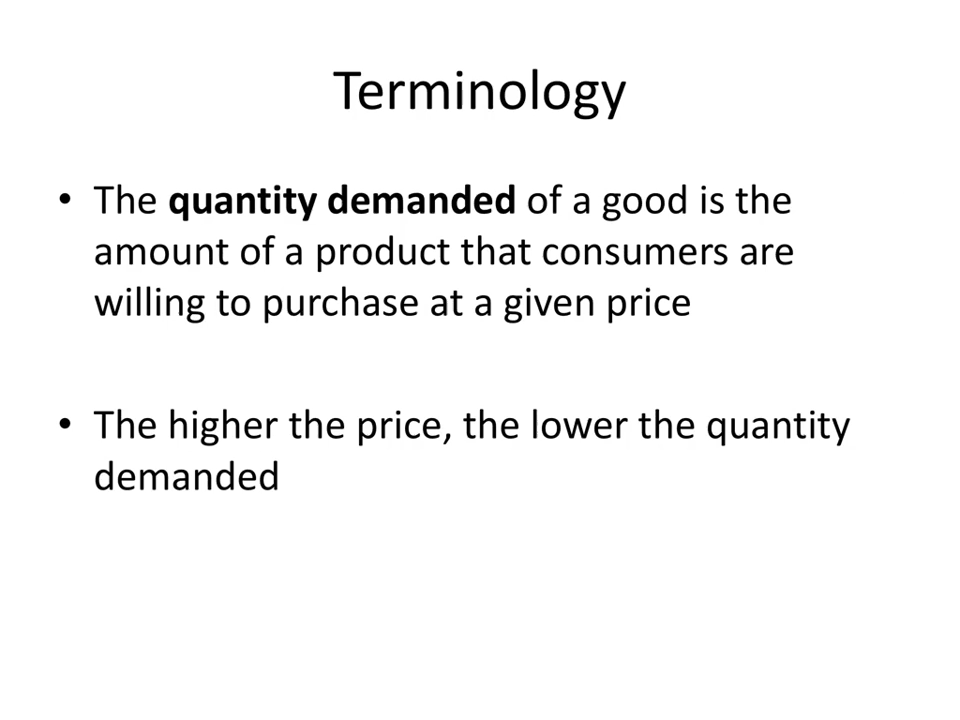 Terminology
• The quantity demanded of a good is the
amount of a product that consumers are
willing to purchase at a given price
• The higher the price, the lower the quantity
demanded